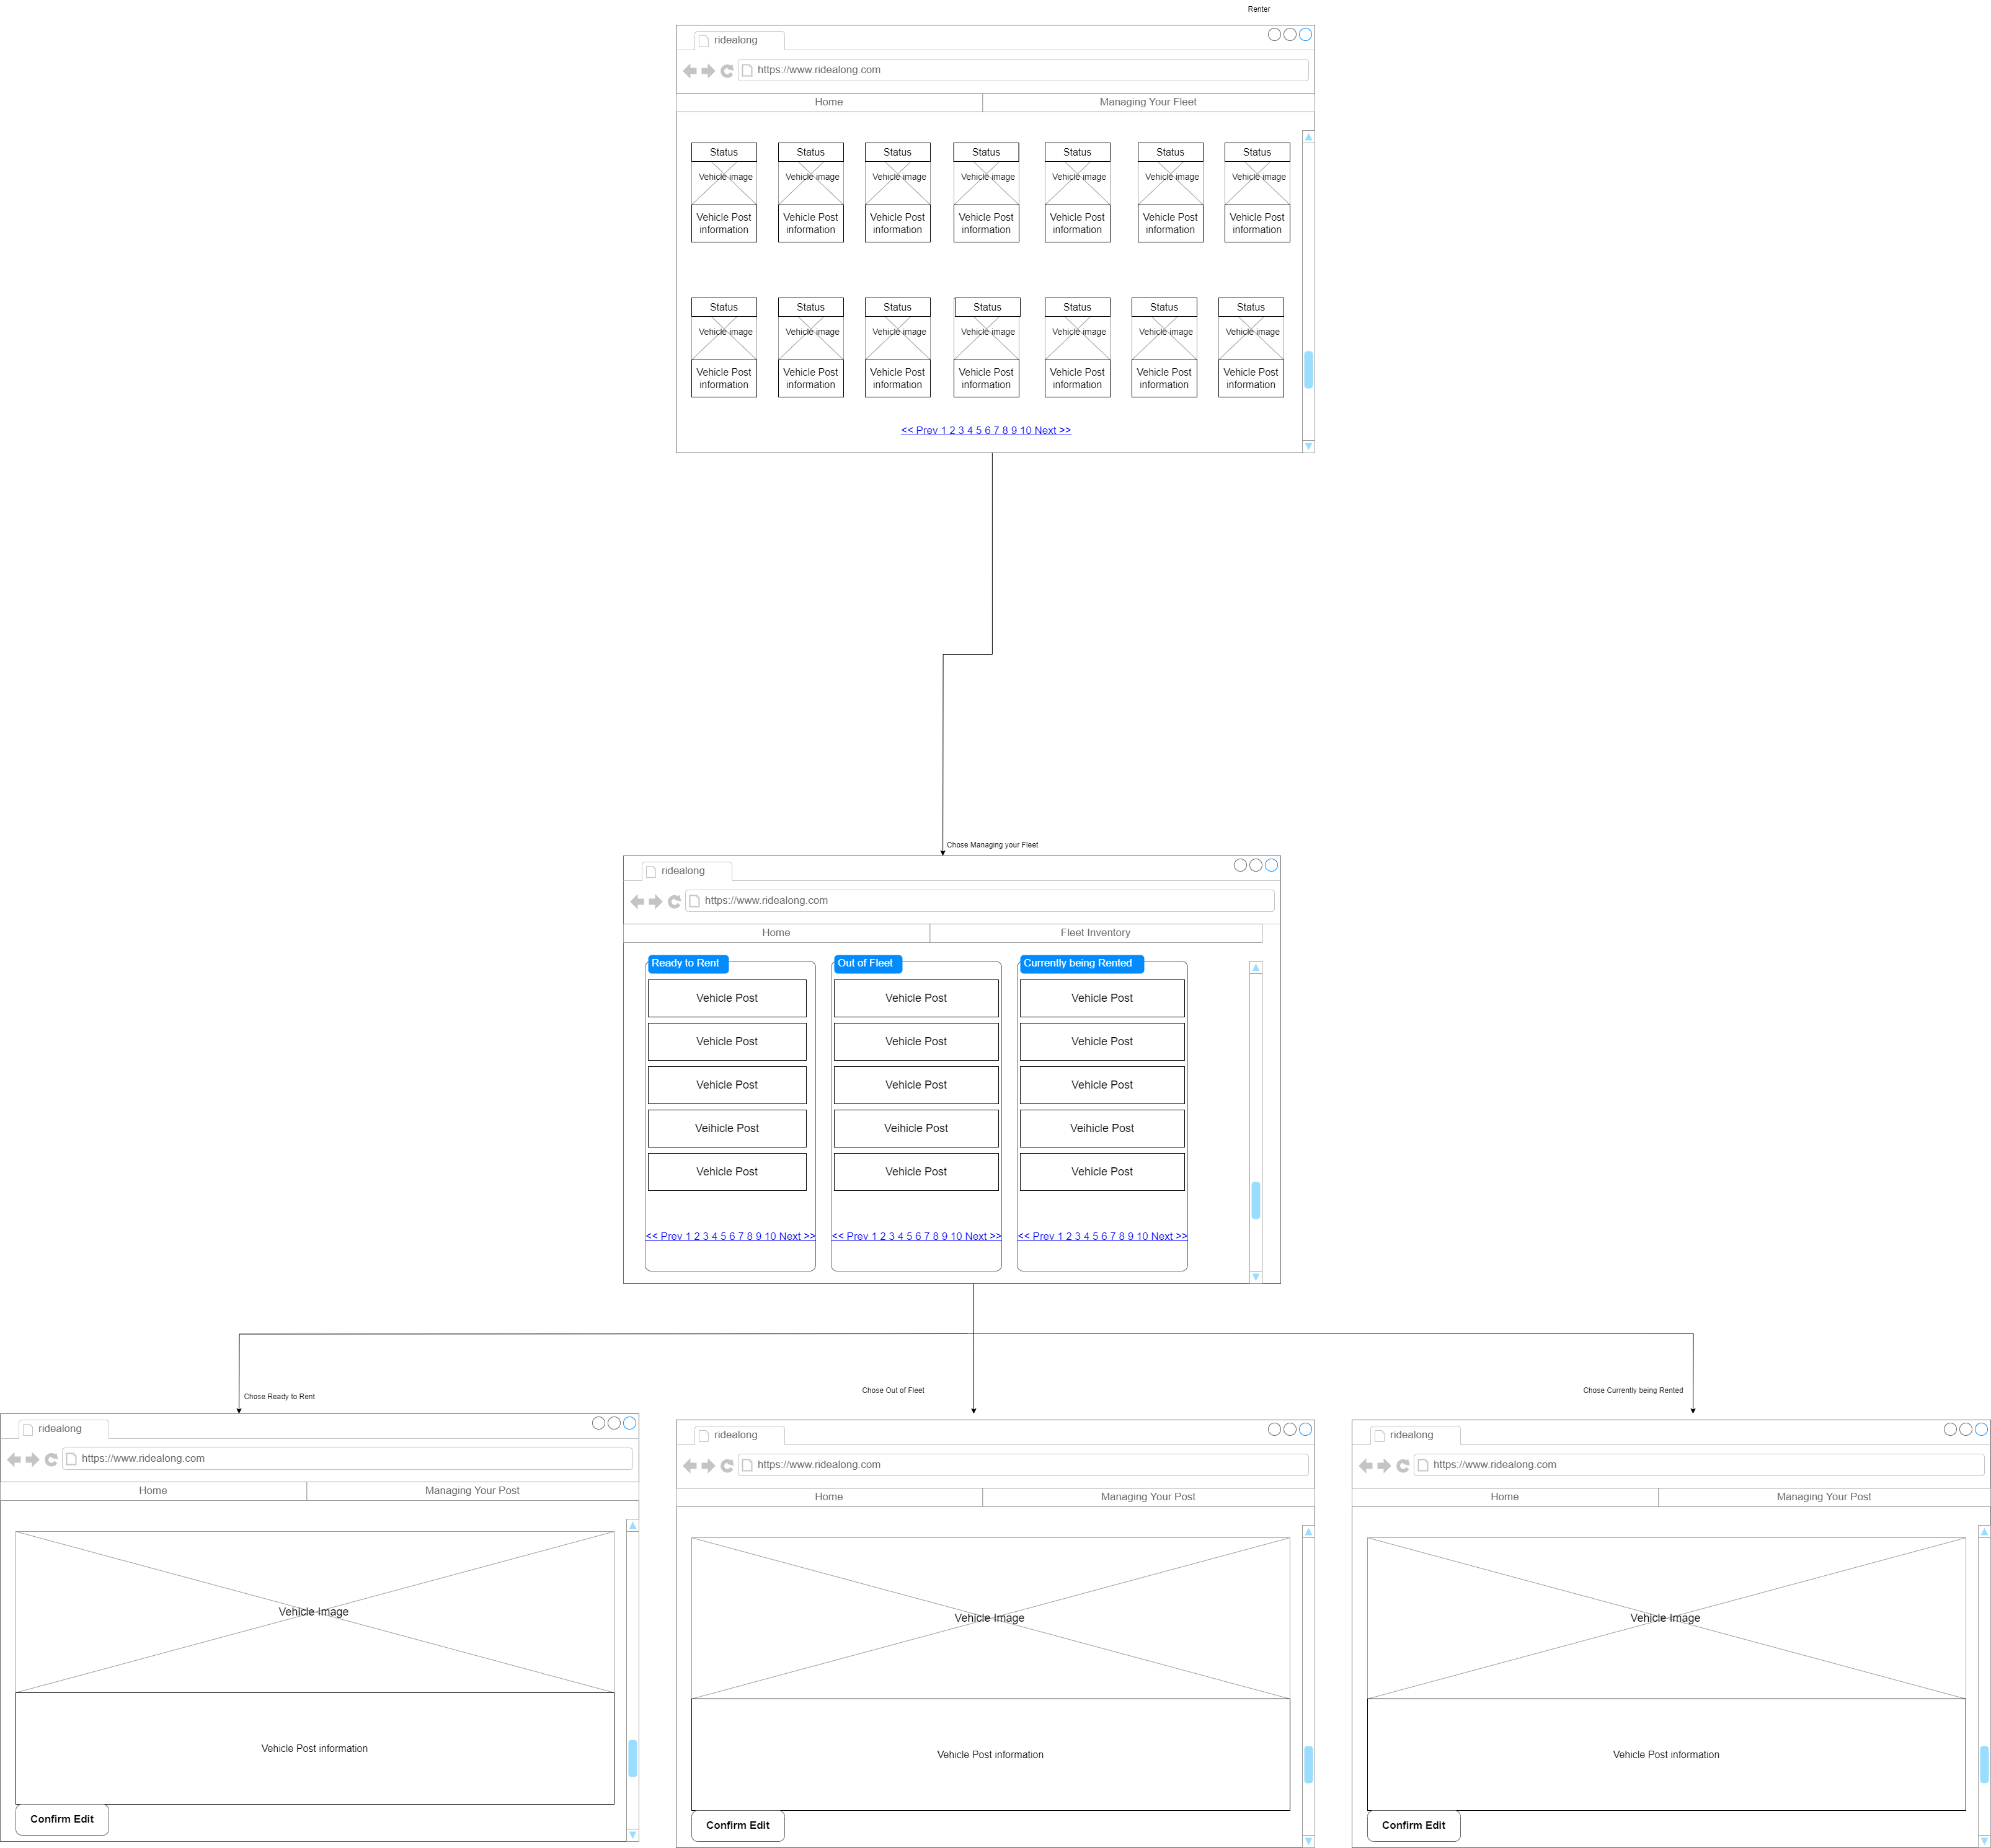 Renter
ridealong
https://www.ridealong.com
Home Managing Your Fleet
Status Status Status Status Status Status Status
Vehicle image Vehicle image Vehicle image Vehicle image Vehicle image Vehicle image Vehicle image
Vehicle Post Vehicle Post Vehicle Post Vehicle Post Vehicle Post Vehicle Post Vehicle Post
information information information information information information information
Status Status Status Status Status Status Status
Vehicle image Vehicle image Vehicle image Vehicle image Vehicle image Vehicle image Vehicle image
Vehicle Post Vehicle Post Vehicle Post Vehicle Post Vehicle Post Vehicle Post Vehicle Post
information information information information information information information
<< Prev 1 2 3 4 5 6 7 8 9 10 Next >>
Chose Managing your Fleet
ridealong
https://www.ridealong.com
Home Fleet Inventory
Ready to Rent Out of Fleet Currently being Rented
Vehicle Post Vehicle Post Vehicle Post
Vehicle Post Vehicle Post Vehicle Post
Vehicle Post Vehicle Post Vehicle Post
Veihicle Post Veihicle Post Veihicle Post
Vehicle Post Vehicle Post Vehicle Post
<< Prev 1 2 3 4 5 6 7 8 9 10 Next >> << Prev 1 2 3 4 5 6 7 8 9 10 Next >> << Prev 1 2 3 4 5 6 7 8 9 10 Next >>
Chose Ready to Rent
ridealong
https://www.ridealong.com
Home Managing Your Post
Vehicle Image
Vehicle Post information
Confirm Edit
Chose Out of Fleet
ridealong
https://www.ridealong.com
Home Managing Your Post
Vehicle Image
Vehicle Post information
Confirm Edit
Chose Currently being Rented
ridealong
https://www.ridealong.com
Home Managing Your Post
Vehicle Image
Vehicle Post information
Confirm Edit